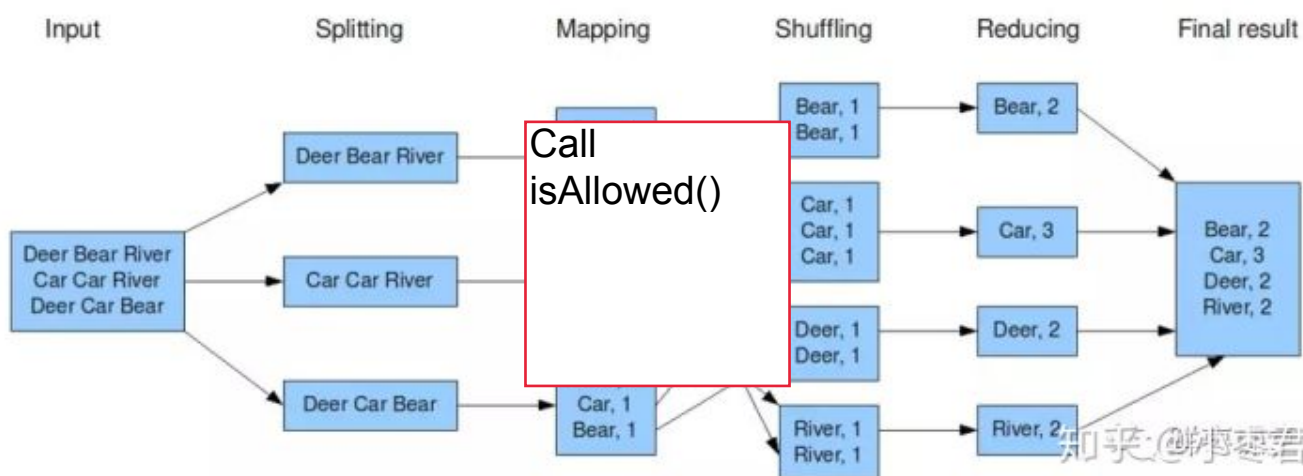 Input
Splitting
Mapping
Shuffling
Reducing
Final result
Deer Bear River
Car Car River
Deer Car Bear
Deer Bear River
Car Car River
Deer Car Bear
Call
isAllowed()
Car, 1
Bear, 1
Bear, 1
Bear, 1
Car, 1
Car, 1
Car, 1
Deer, 1
Deer, 1
River, 1
River, 1
Bear, 2
Car, 3
Deer, 2
River, 2
Bear, 2
Car, 3
Deer, 2
River, 2
知乎 @